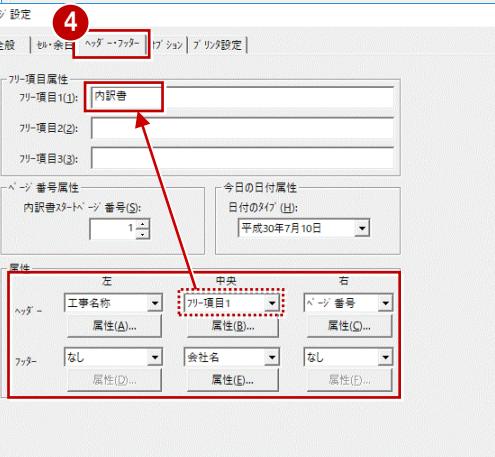 ジ 設定
4
全般 セル・余白 ヘッダー・フッター オプション プリンタ設定
フリー項目属性
フリー項目1(1): 内訳書
フリー項目2(2):
フリー項目3(3):
ページ番号属性 今日の日付属性
内訳書スタートページ番号(S): 日付のタイプ(H):
1 平成30年7月10日
属性
左 中央 右
ヘッダー 工事名称 フリー項目1 ページ番号
属性(A)... 属性(B)... 属性(C)...
フッター なし 会社名 なし
属性(D)... 属性(E)... 属性(F)...